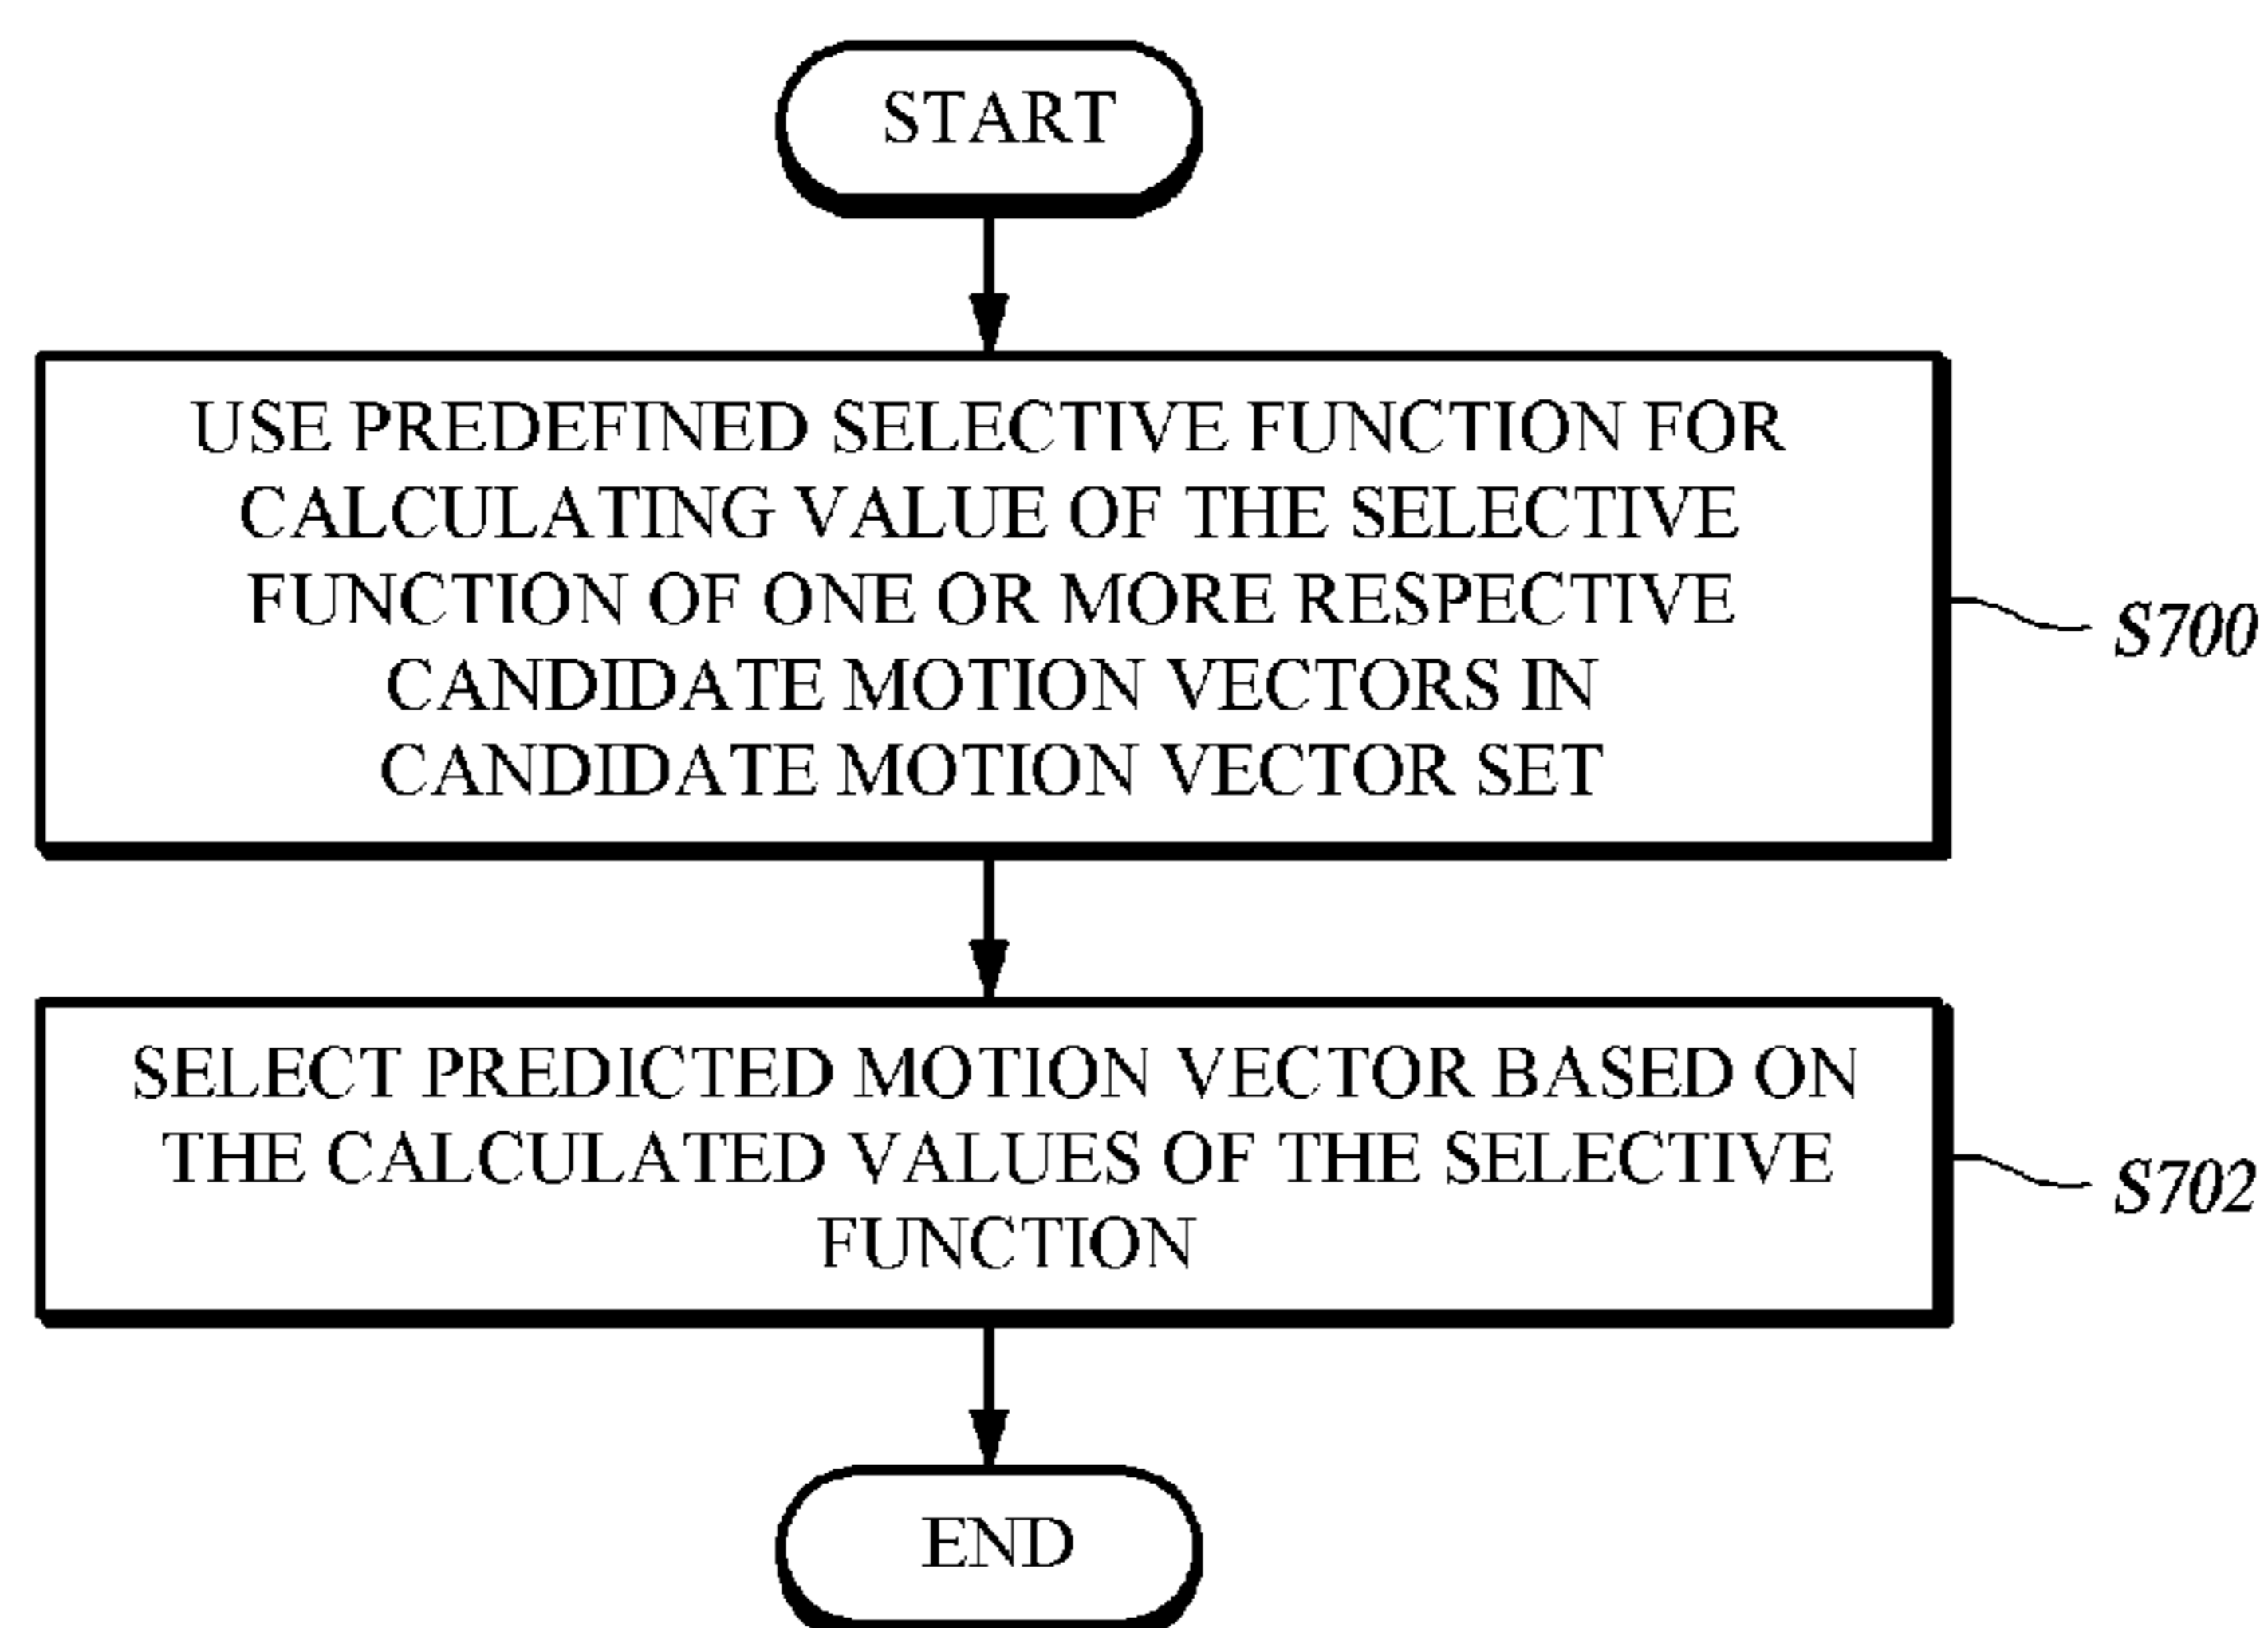 START
USE PREDEFINED SELECTIVE FUNCTION FOR
CALCULATING VALUE OF THE SELECTIVE
FUNCTION OF ONE OR MORE RESPECTIVE
CANDIDATE MOTION VECTORS IN
CANDIDATE MOTION VECTOR SET
S700
SELECT PREDICTED MOTION VECTOR BASED ON
THE CALCULATED VALUES OF THE SELECTIVE
FUNCTION
S702
END